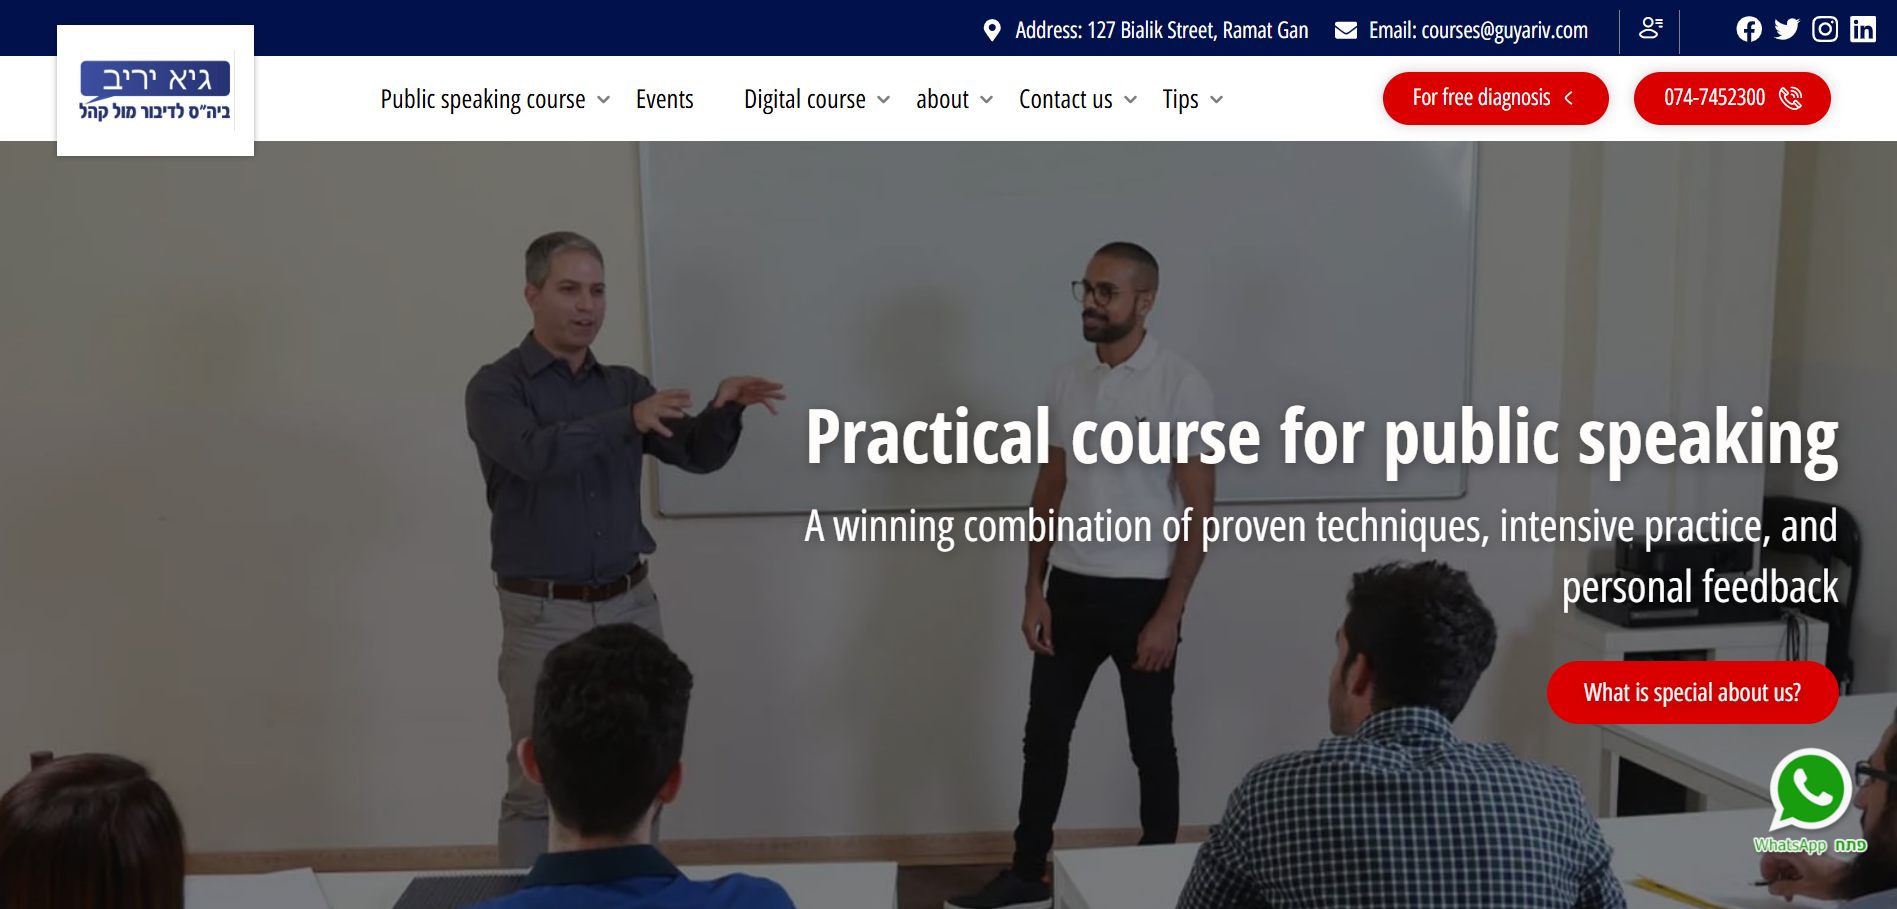 Address: 127 Bialik Street, Ramat Gan
Email: courses@guyariv.com
גיא יריב
ביה"ס לדיבור מול קהל
Public speaking course
Events
Digital course
about
Contact us
Tips
For free diagnosis
074-7452300
Practical course for public speaking
A winning combination of proven techniques, intensive practice, and
personal feedback
What is special about us?
פתח WhatsApp